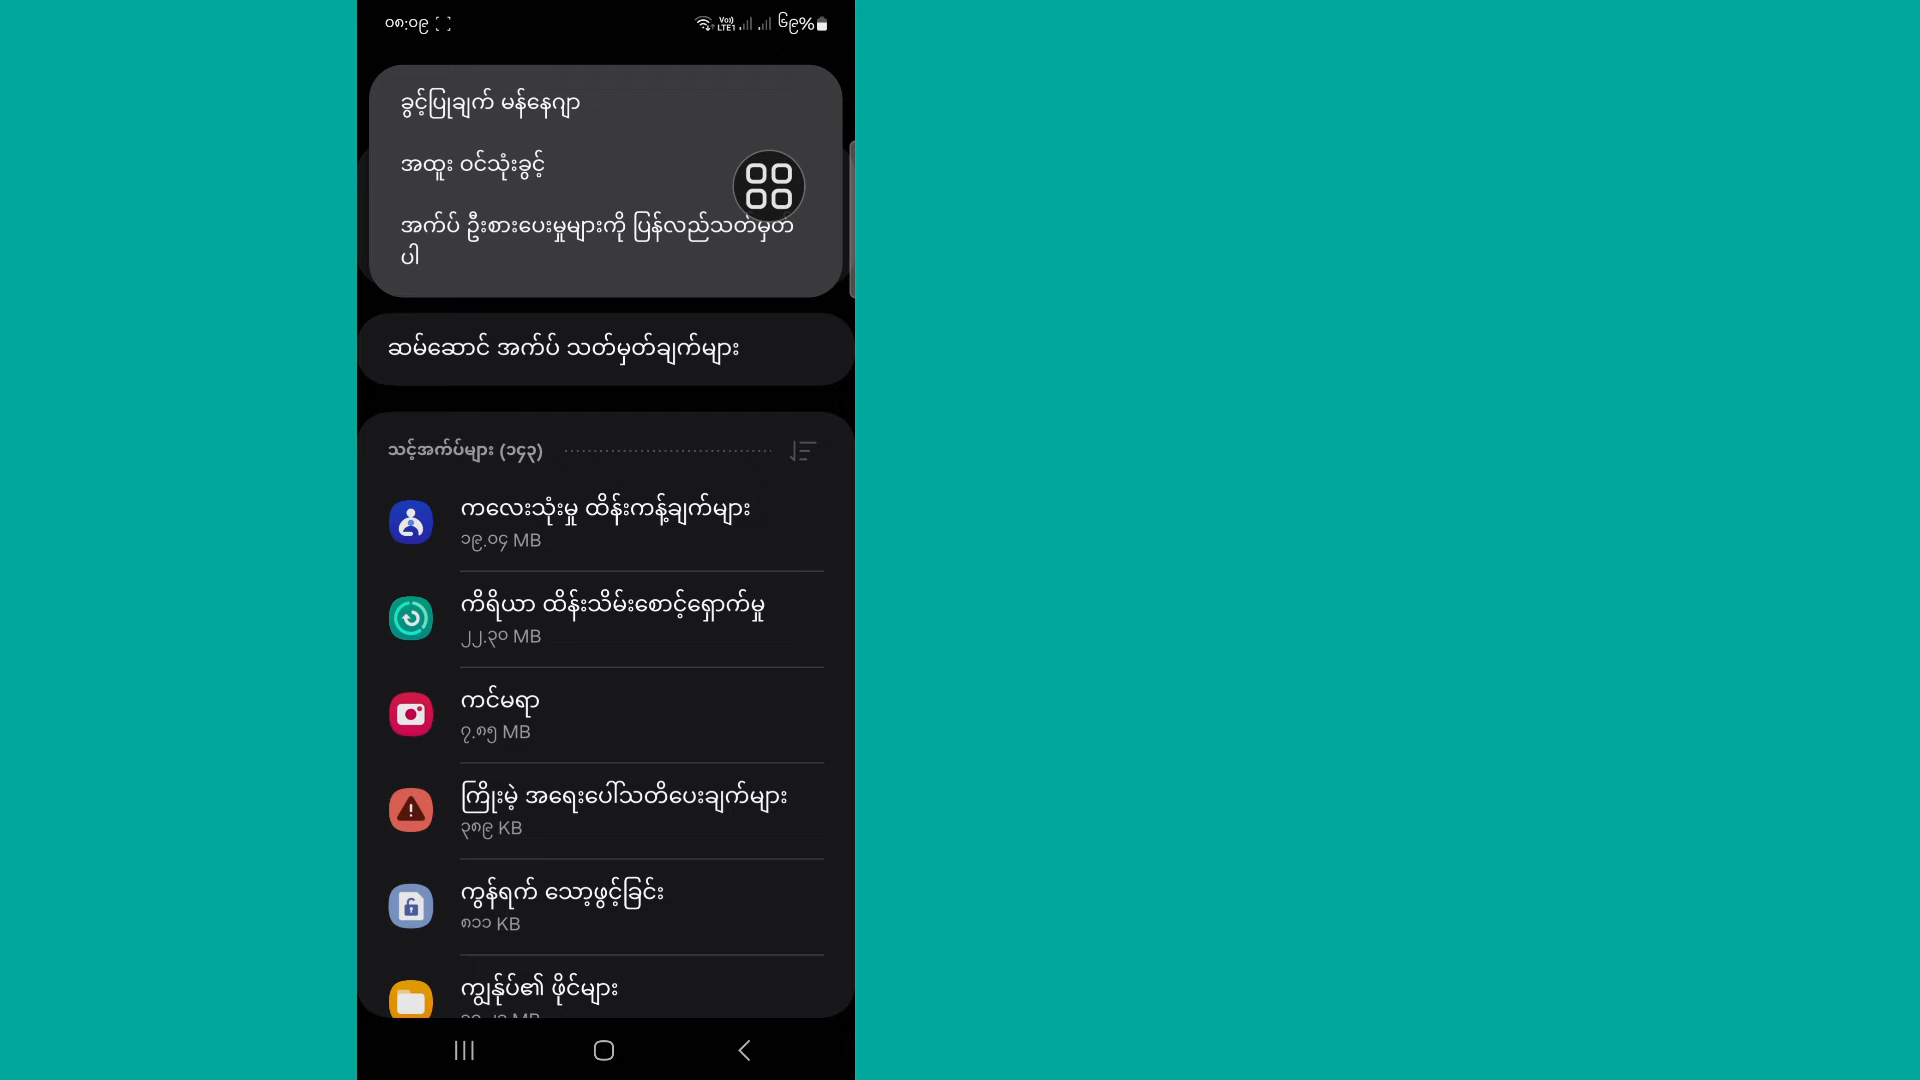 ၀၈:၀၉
Vo)) LTE1 ၆၉%
ခွင့်ပြုချက် မန်နေဂျာ
အထူး ဝင်သုံးခွင့်
အက်ပ် ဦးစားပေးမှုများကို ပြန်လည်သတ်မှတ်
ပါ
ဆမ်ဆောင် အက်ပ် သတ်မှတ်ချက်များ
သင့်အက်ပ်များ (၁၄၃)
ကလေးသုံးမှု ထိန်းကန့်ချက်များ
၁၉.၀၄ MB
ကိရိယာ ထိန်းသိမ်းစောင့်ရှောက်မှု
၂၂.၃၀ MB
ကင်မရာ
၇.၈၅ MB
ကြိုးမဲ့ အရေးပေါ်သတိပေးချက်များ
၃၈၉ KB
ကွန်ရက် သော့ဖွင့်ခြင်း
၈၁၁ KB
ကျွန်ုပ်၏ ဖိုင်များ